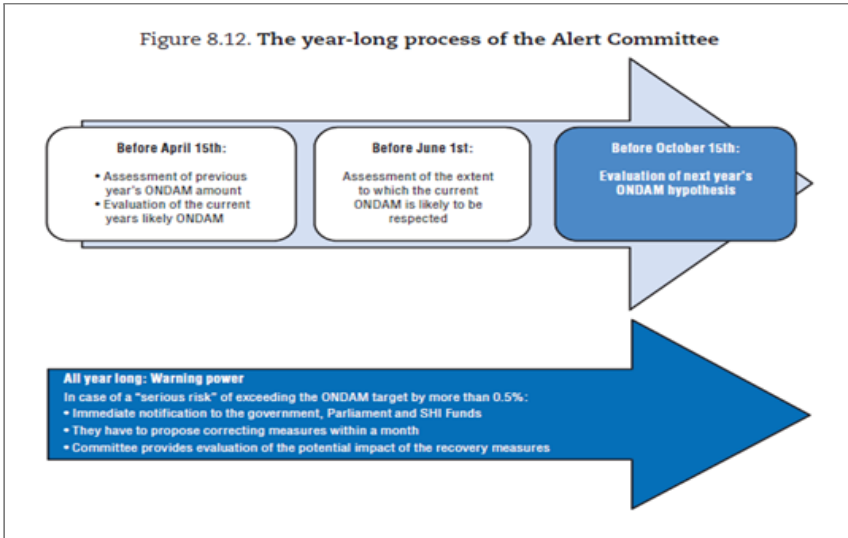 Figure 8.12. The year-long process of the Alert Committee
Before April 15th:
• Assessment of previous
year's ONDAM amount
• Evaluation of the current
years likely ONDAM
Before June 1st:
Assessment of the extent
to which the current
ONDAM is likely to be
respected
Before October 15th:
Evaluation of next year's
ONDAM hypothesis
All year long: Warning power
In case of a "serious risk" of exceeding the ONDAM target by more than 0.5%:
• Immediate notification to the government, Parliament and SHI Funds
• They have to propose correcting measures within a month
• Committee provides evaluation of the potential impact of the recovery measures